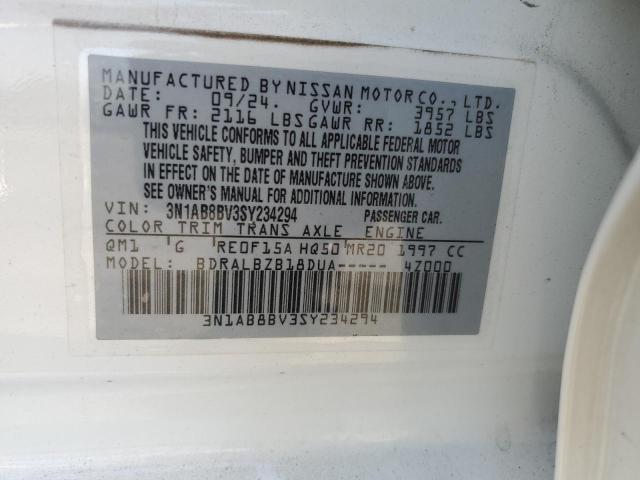 MANUFACTURED BY NISSAN MOTOR CO., LTD.
DATE: 09/24. GVWR: 3957 LBS
GAWR FR: 2116 LBS GAWR RR: 1852 LBS
THIS VEHICLE CONFORMS TO ALL APPLICABLE FEDERAL MOTOR
VEHICLE SAFETY, BUMPER AND THEFT PREVENTION STANDARDS
IN EFFECT ON THE DATE OF MANUFACTURE SHOWN ABOVE.
SEE OWNER'S MANUAL FOR ADDITIONAL INFORMATION.
VIN: 3N1AB8BV3SY234294 PASSENGER CAR.
COLOR TRIM TRANS AXLE ENGINE
QM1 G RE0F15A HQ50 MR20 1997 CC
MODEL: BDRALBZB18DUA----- 4Z000
3N1AB8BV3SY234294